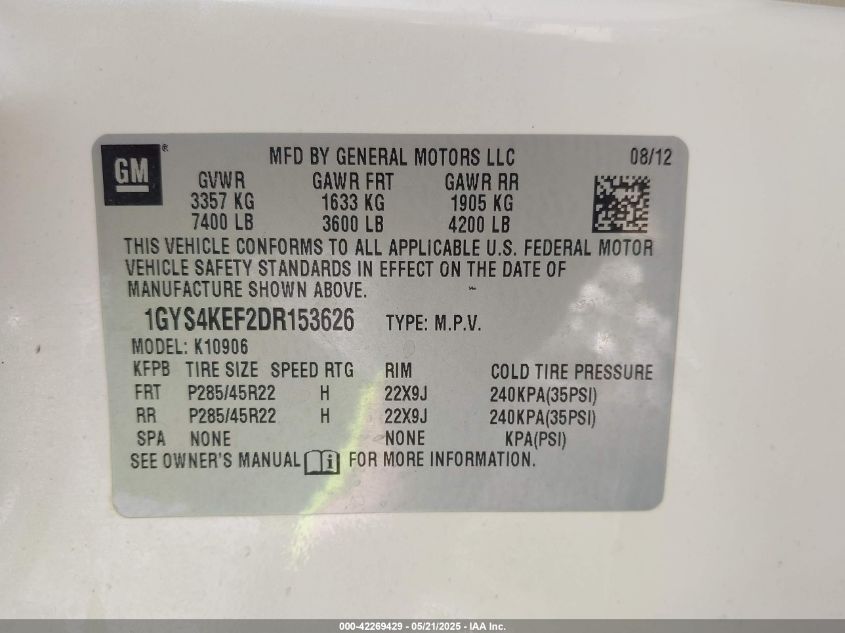 GM ®
MFD BY GENERAL MOTORS LLC 08/12
GVWR GAWR FRT GAWR RR
3357 KG 1633 KG 1905 KG
7400 LB 3600 LB 4200 LB
THIS VEHICLE CONFORMS TO ALL APPLICABLE U.S. FEDERAL MOTOR
VEHICLE SAFETY STANDARDS IN EFFECT ON THE DATE OF
MANUFACTURE SHOWN ABOVE.
1GYS4KEF2DR153626 TYPE: M.P.V.
MODEL: K10906
KFPB TIRE SIZE SPEED RTG RIM COLD TIRE PRESSURE
FRT P285/45R22 H 22X9J 240KPA(35PSI)
RR P285/45R22 H 22X9J 240KPA(35PSI)
SPA NONE NONE KPA(PSI)
SEE OWNER'S MANUAL FOR MORE INFORMATION.
000-42269429 - 05/21/2025 - IAA Inc.